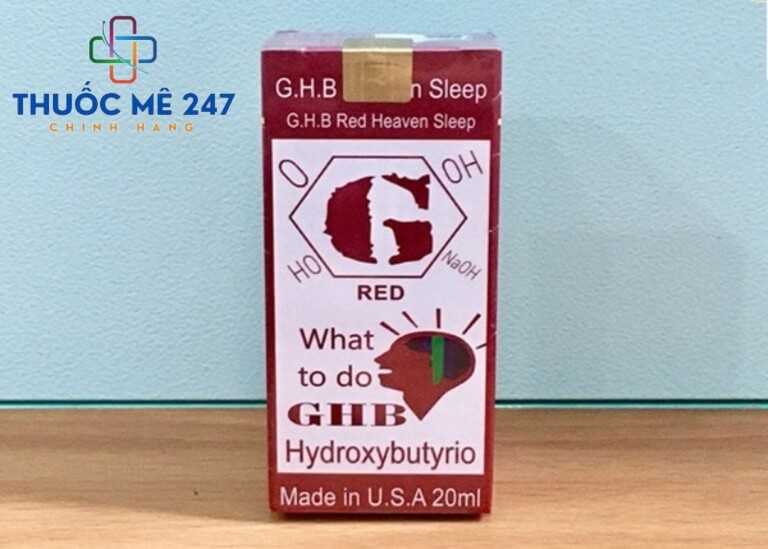 THUỐC MÊ 247
CHINH HANG
G.H.B n Sleep
G.H.B Red Heaven Sleep
O
OH
G
HO
NaOH
RED
What
to do
GHB
Hydroxybutyrio
Made in U.S.A 20ml